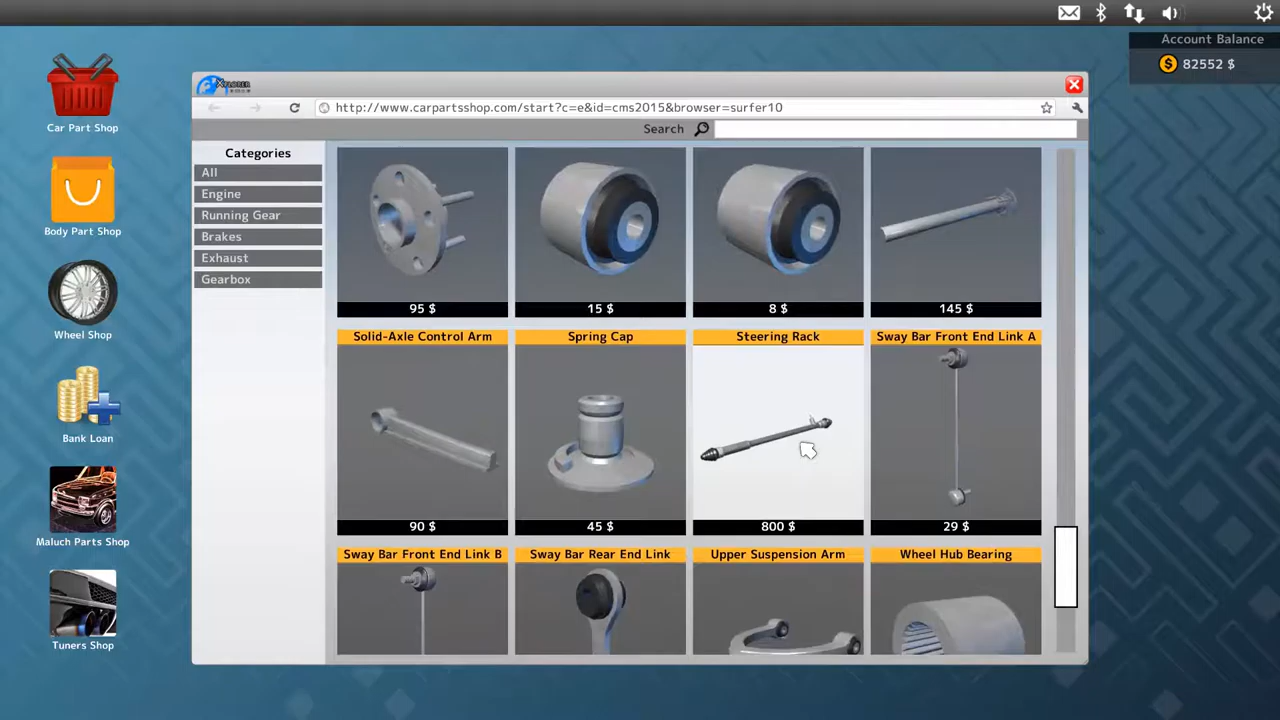 Account Balance
$ 82552 $
Car Part Shop
Body Part Shop
Wheel Shop
Bank Loan
Maluch Parts Shop
Tuners Shop
http://www.carpartsshop.com/start?c=e&id=cms2015&browser=surfer10
Search
Categories
All
Engine
Running Gear
Brakes
Exhaust
Gearbox
95 $
15 $
8 $
145 $
Solid-Axle Control Arm
Spring Cap
Steering Rack
Sway Bar Front End Link A
90 $
45 $
800 $
29 $
Sway Bar Front End Link B
Sway Bar Rear End Link
Upper Suspension Arm
Wheel Hub Bearing